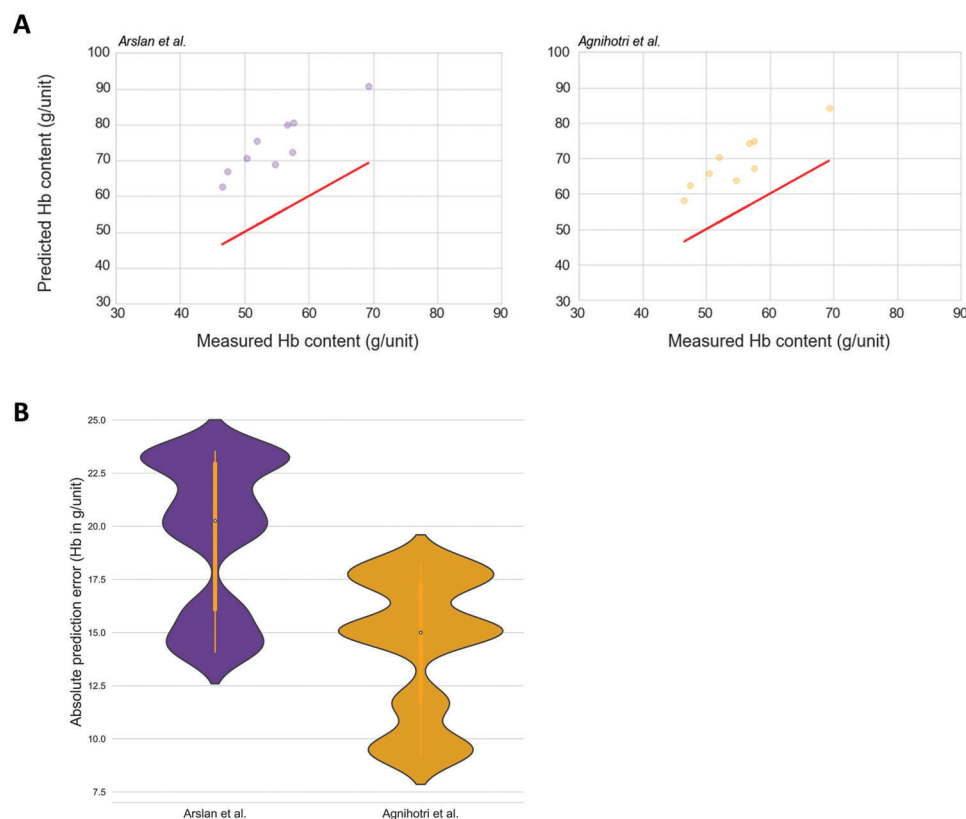 A
Arslan et al.
Predicted Hb content (g/unit)
100
90
80
70
60
50
40
30
30 40 50 60 70 80 90
Measured Hb content (g/unit)
Agnihotri et al.
100
90
80
70
60
50
40
30
30 40 50 60 70 80 90
Measured Hb content (g/unit)
B
Absolute prediction error (Hb in g/unit)
25.0
22.5
20.0
17.5
15.0
12.5
10.0
7.5
Arslan et al. Agnihotri et al.